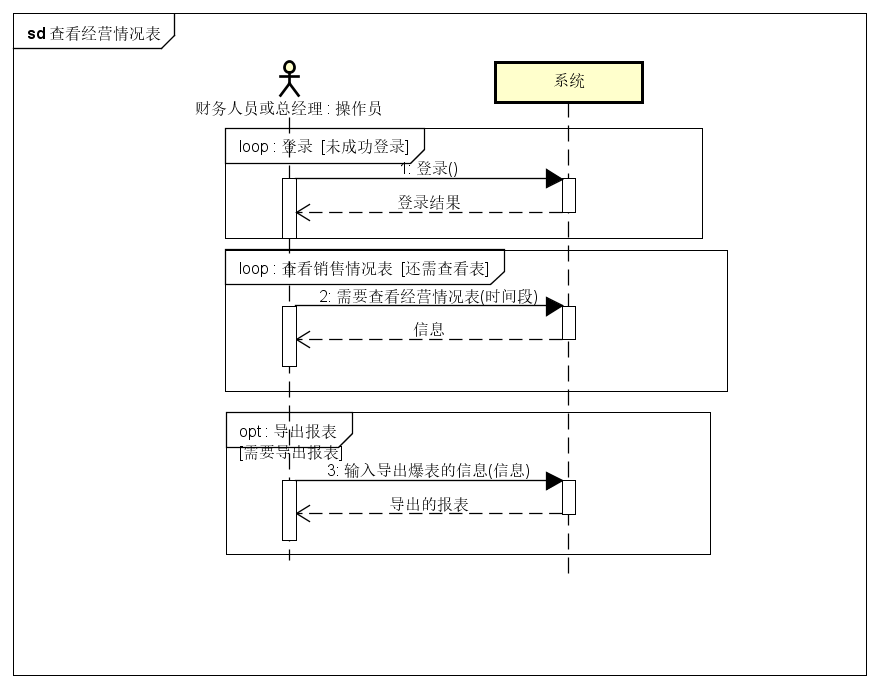 sd 查看经营情况表
财务人员或总经理 : 操作员
系统
loop : 登录 [未成功登录]
1: 登录()
登录结果
loop : 查看销售情况表 [还需查看表]
2: 需要查看经营情况表(时间段)
信息
opt : 导出报表
[需要导出报表]
3: 输入导出爆表的信息(信息)
导出的报表